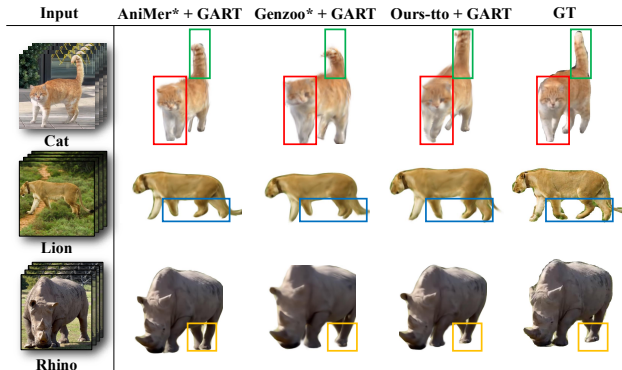 Input AniMer* + GART Genzoo* + GART Ours-tto + GART GT
Cat
Lion
Rhino